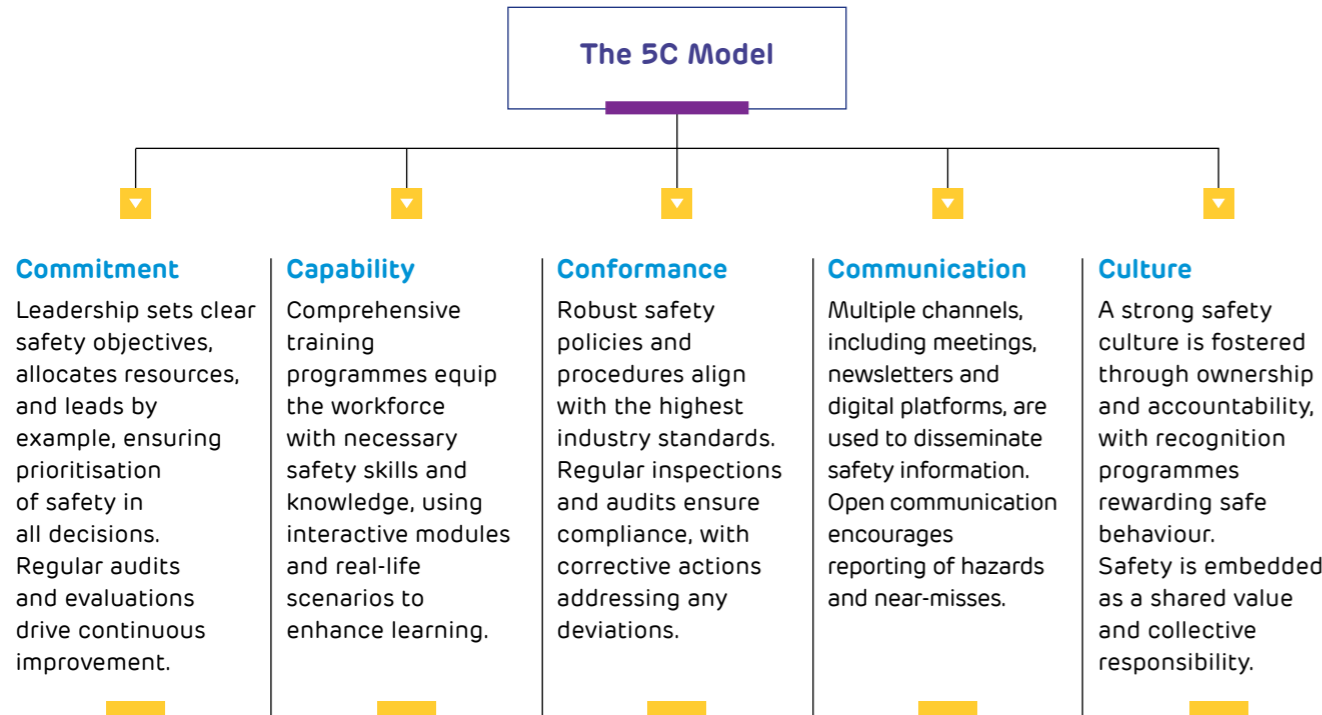 The 5C Model
Commitment
Leadership sets clear
safety objectives,
allocates resources,
and leads by
example, ensuring
prioritisation
of safety in
all decisions.
Regular audits
and evaluations
drive continuous
improvement.
Capability
Comprehensive
training
programmes equip
the workforce
with necessary
safety skills and
knowledge, using
interactive modules
and real-life
scenarios to
enhance learning.
Conformance
Robust safety
policies and
procedures align
with the highest
industry standards.
Regular inspections
and audits ensure
compliance, with
corrective actions
addressing any
deviations.
Communication
Multiple channels,
including meetings,
newsletters and
digital platforms, are
used to disseminate
safety information.
Open communication
encourages
reporting of hazards
and near-misses.
Culture
A strong safety
culture is fostered
through ownership
and accountability,
with recognition
programmes
rewarding safe
behaviour.
Safety is embedded
as a shared value
and collective
responsibility.